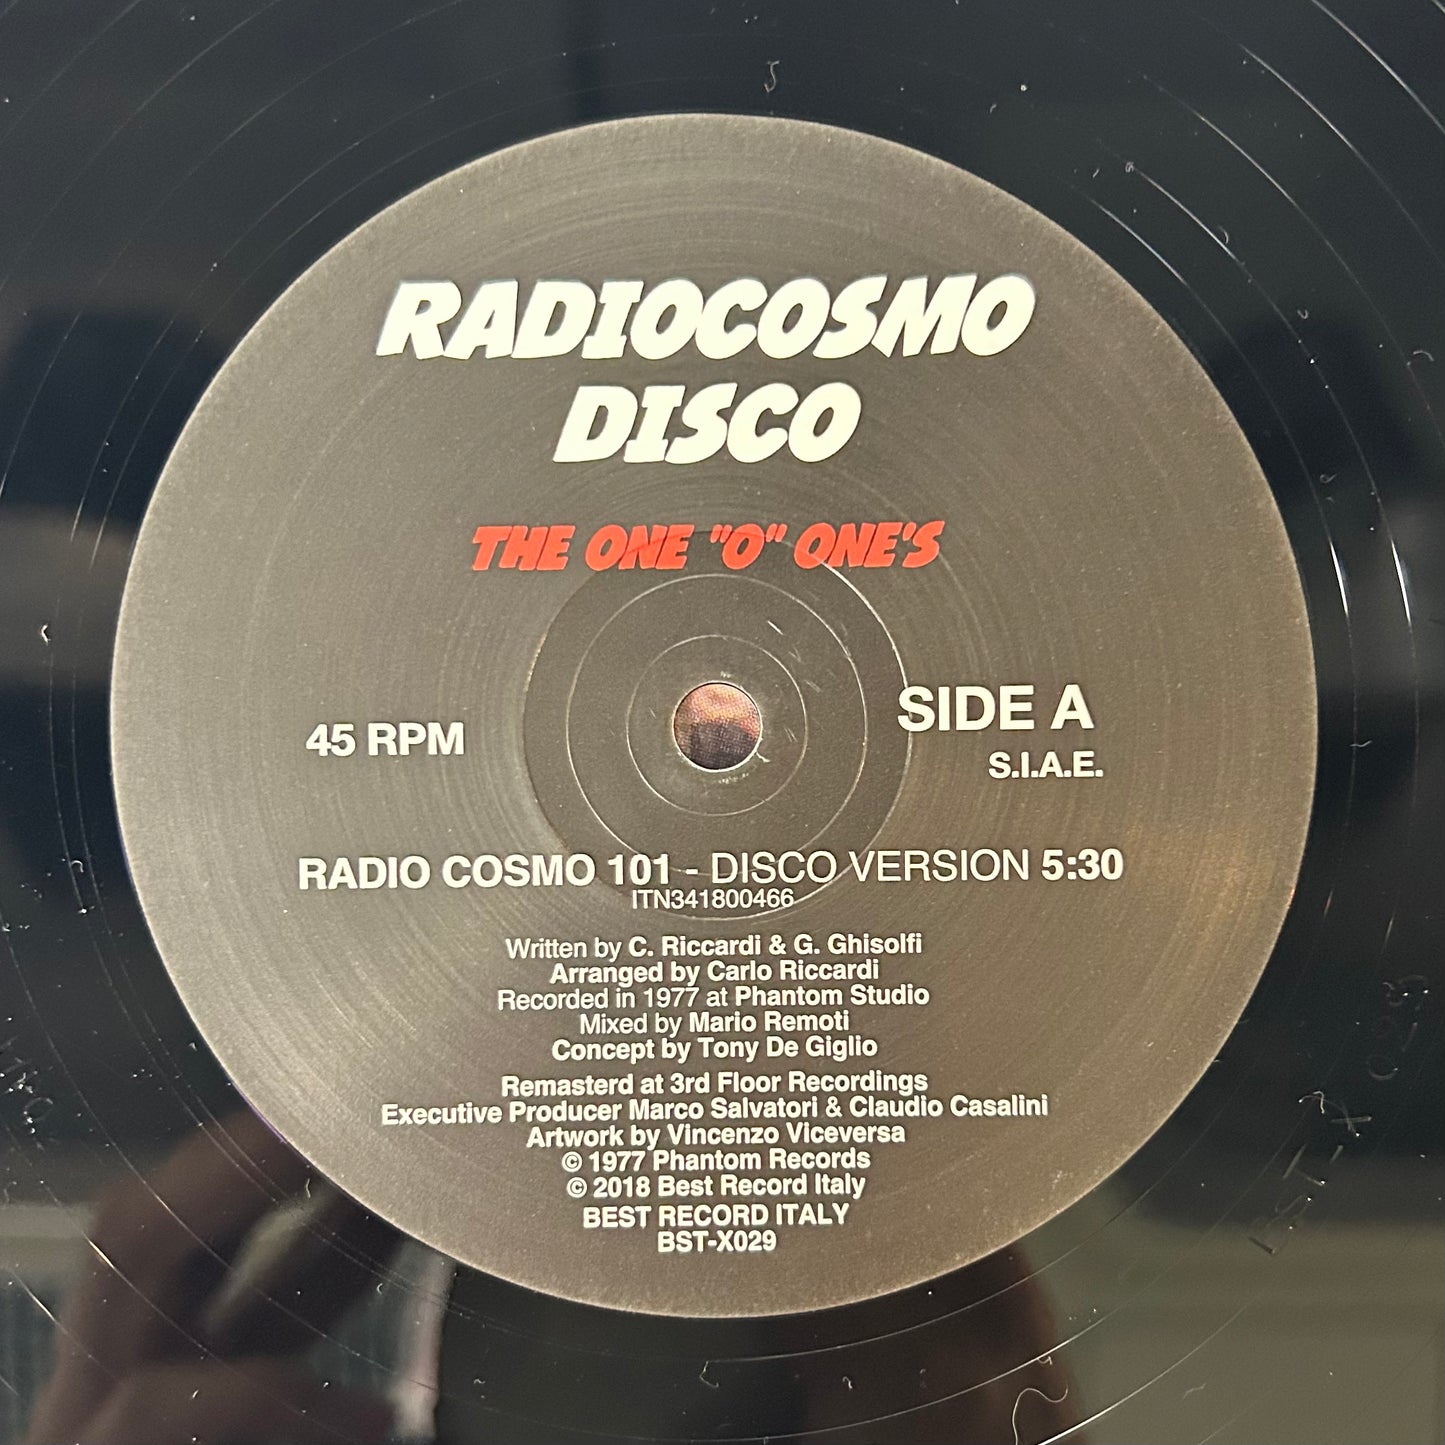 RADIOCOSMO
DISCO
THE ONE "O" ONE'S
45 RPM
SIDE A
S.I.A.E.
RADIO COSMO 101 - DISCO VERSION 5:30
ITN341800466
Written by C. Riccardi & G. Ghisolfi
Arranged by Carlo Riccardi
Recorded in 1977 at Phantom Studio
Mixed by Mario Remoti
Concept by Tony De Giglio
Remasterd at 3rd Floor Recordings
Executive Producer Marco Salvatori & Claudio Casalini
Artwork by Vincenzo Viceversa
© 1977 Phantom Records
© 2018 Best Record Italy
BEST RECORD ITALY
BST-X029
BST-X029